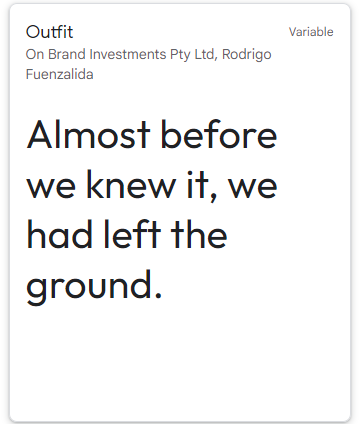 Outfit
Variable
On Brand Investments Pty Ltd, Rodrigo
Fuenzalida
Almost before
we knew it, we
had left the
ground.